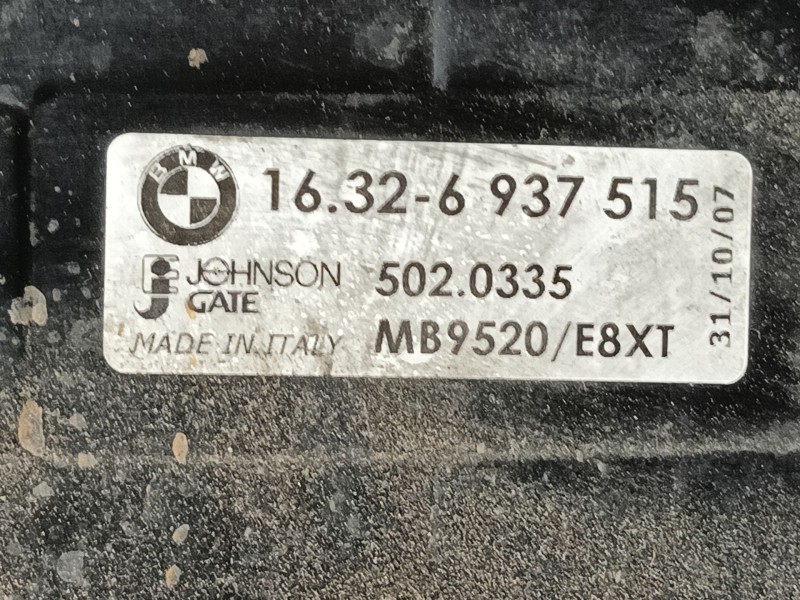 BMW
16.32-6 937 515
JOHNSON
GATE
502.0335
MADE IN ITALY
MB9520/E8XT
31/10/07